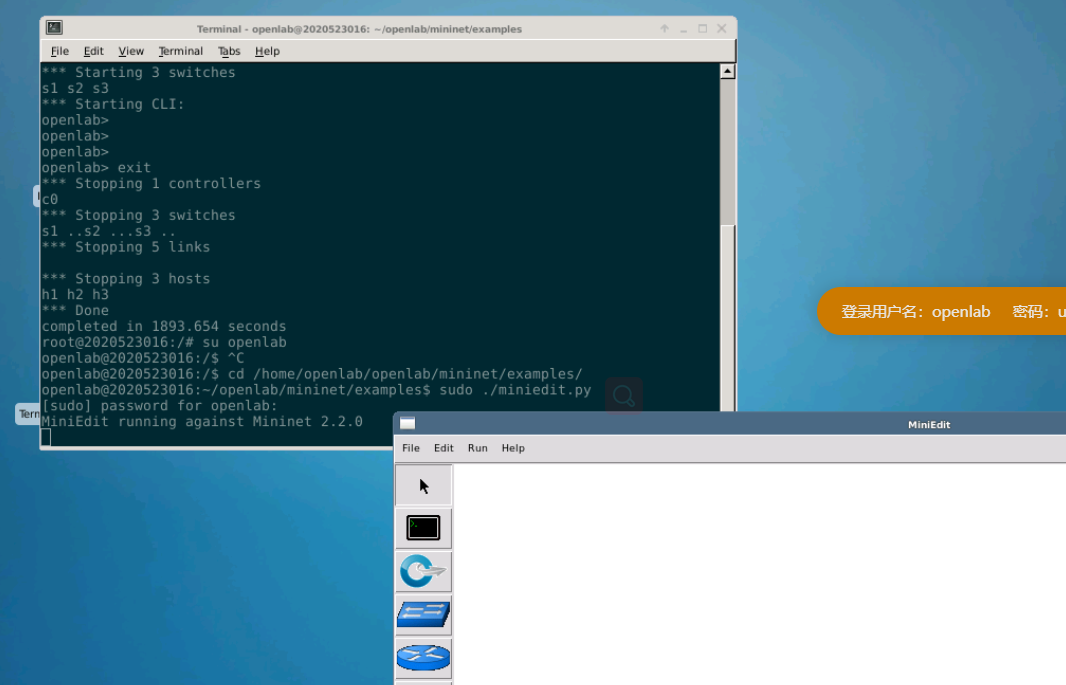 Terminal - openlab@2020523016: ~/openlab/mininet/examples
File Edit View Terminal Tabs Help
*** Starting 3 switches
s1 s2 s3
*** Starting CLI:
openlab>
openlab>
openlab>
openlab> exit
*** Stopping 1 controllers
c0
*** Stopping 3 switches
s1 ..s2 ...s3 ..
*** Stopping 5 links
*** Stopping 3 hosts
h1 h2 h3
*** Done
completed in 1893.654 seconds
root@2020523016:/# su openlab
openlab@2020523016:/$ ^C
openlab@2020523016:/$ cd /home/openlab/openlab/mininet/examples/
openlab@2020523016:~/openlab/mininet/examples$ sudo ./miniedit.py
[sudo] password for openlab:
MiniEdit running against Mininet 2.2.0
登录用户名：openlab 密码：u
Tern
MiniEdit
File Edit Run Help